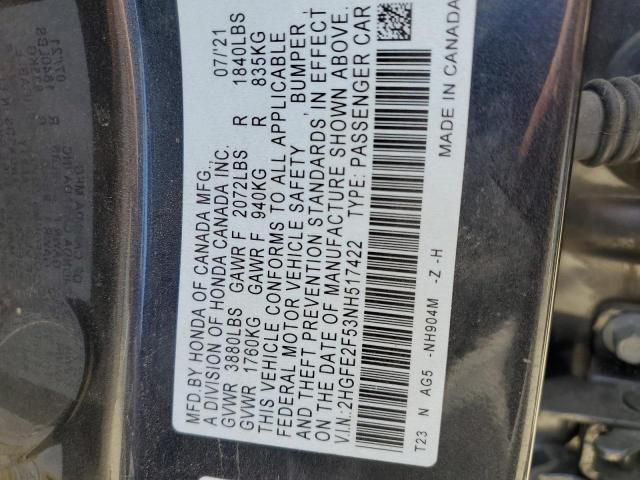 MFD.BY HONDA OF CANADA MFG., 07/'21
A DIVISION OF HONDA CANADA INC.
GVWR 3880LBS GAWR F 2072LBS R 1840LBS
GVWR 1760KG GAWR F 940KG R 835KG
THIS VEHICLE CONFORMS TO ALL APPLICABLE
FEDERAL MOTOR VEHICLE SAFETY, BUMPER,
AND THEFT PREVENTION STANDARDS IN EFFECT
ON THE DATE OF MANUFACTURE SHOWN ABOVE.
V.I.N.:2HGFE2F53NH517422 TYPE: PASSENGER CAR
T23 N AG5 -NH904M -Z -H MADE IN CANADA